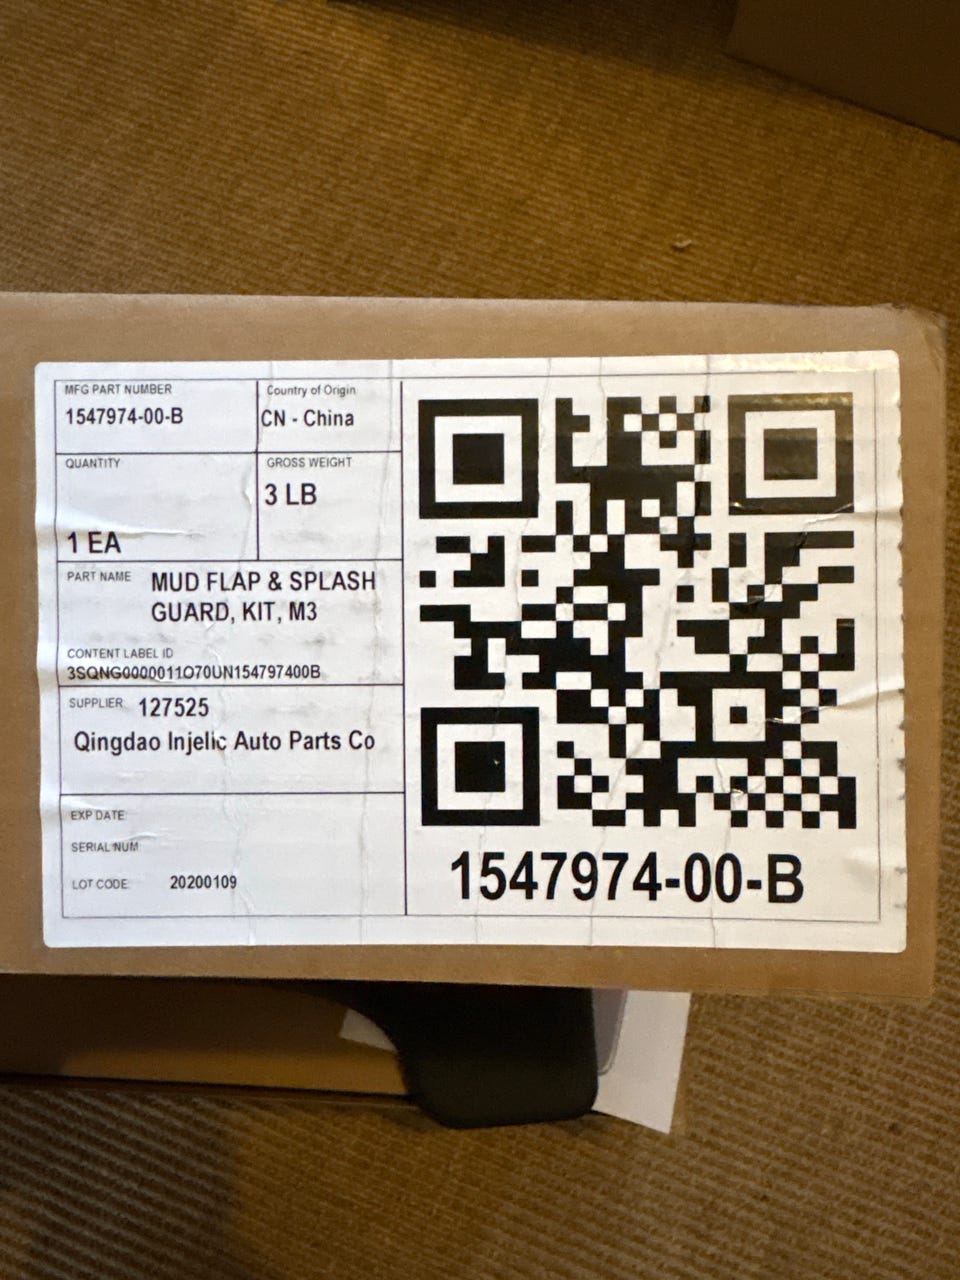 MFG PART NUMBER
1547974-00-B
Country of Origin
CN - China
QUANTITY
1 EA
GROSS WEIGHT
3 LB
PART NAME MUD FLAP & SPLASH
GUARD, KIT, M3
CONTENT LABEL ID
3SQNG0000011O70UN154797400B
SUPPLIER 127525
Qingdao Injelic Auto Parts Co
EXP DATE
SERIAL NUM
LOT CODE 20200109
1547974-00-B